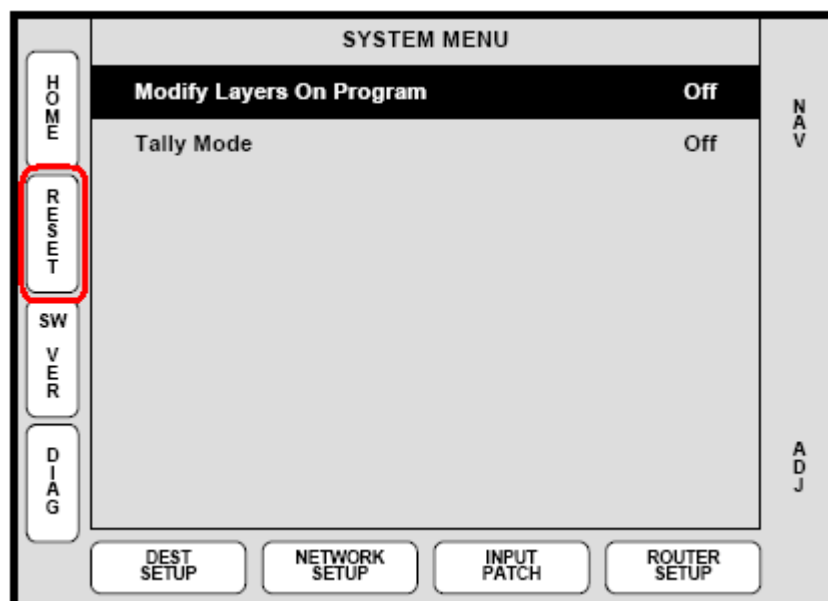 SYSTEM MENU
HOME
RESET
SW VER
DIAG
Modify Layers On Program Off
Tally Mode Off
NAV
ADJ
DEST SETUP
NETWORK SETUP
INPUT PATCH
ROUTER SETUP